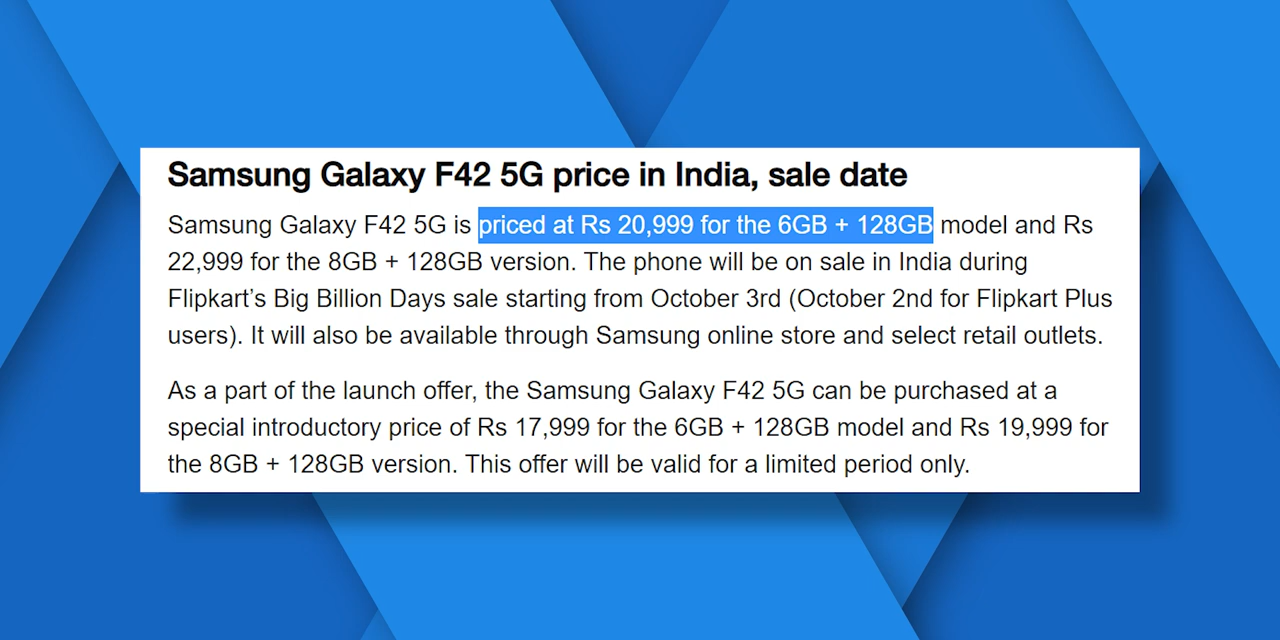 Samsung Galaxy F42 5G price in India, sale date
Samsung Galaxy F42 5G is priced at Rs 20,999 for the 6GB + 128GB model and Rs
22,999 for the 8GB + 128GB version. The phone will be on sale in India during
Flipkart’s Big Billion Days sale starting from October 3rd (October 2nd for Flipkart Plus
users). It will also be available through Samsung online store and select retail outlets.
As a part of the launch offer, the Samsung Galaxy F42 5G can be purchased at a
special introductory price of Rs 17,999 for the 6GB + 128GB model and Rs 19,999 for
the 8GB + 128GB version. This offer will be valid for a limited period only.